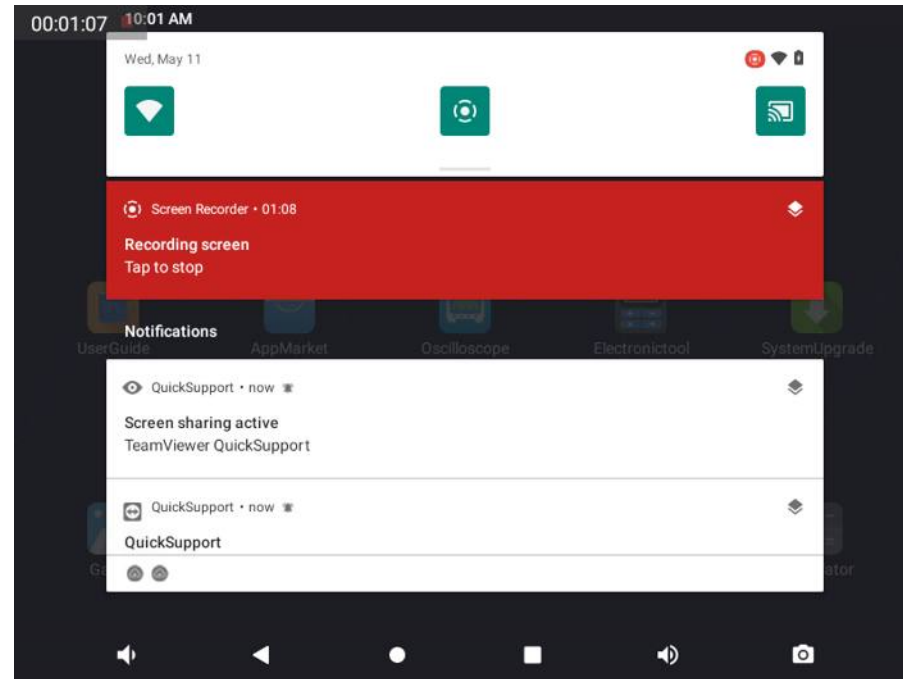 00:01:07
10:01 AM
Wed, May 11
Screen Recorder • 01:08
Recording screen
Tap to stop
Notifications
UserGuide
AppMarket
Oscilloscope
Electronictool
SystemUpgrade
QuickSupport • now
Screen sharing active
TeamViewer QuickSupport
QuickSupport • now
QuickSupport
Ga
ator